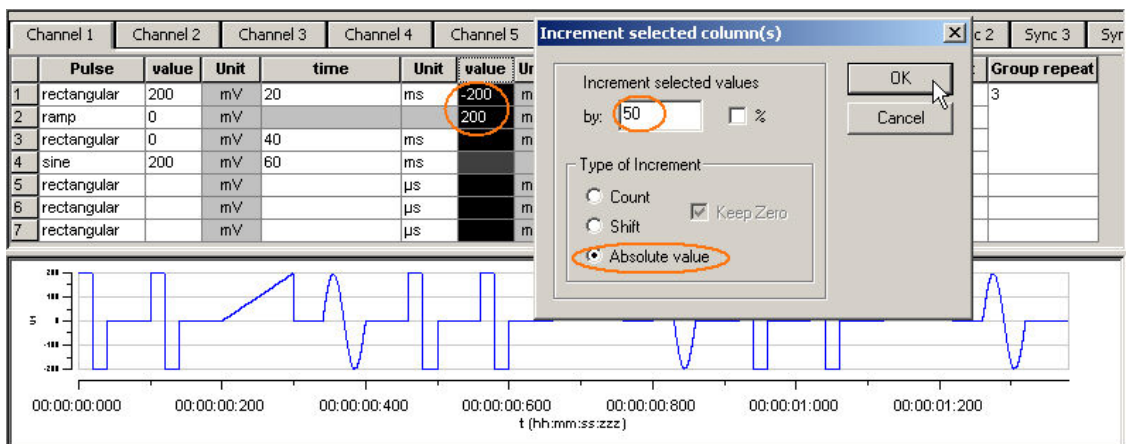 Channel 1 Channel 2 Channel 3 Channel 4 Channel 5 Increment selected column(s) c 2 Sync 3 Syr
Pulse value Unit time Unit value Un Group repeat
1 rectangular 200 mV 20 ms -200 m 3
2 ramp 0 mV 200 m
3 rectangular 0 mV 40 ms m
4 sine 200 mV 60 ms
5 rectangular mV µs m
6 rectangular mV µs m
7 rectangular mV µs m
Increment selected values
by: 50 %
OK
Cancel
Type of Increment
Count
Shift
Keep Zero
Absolute value
00:00:00:000 00:00:00:200 00:00:00:400 00:00:00:600 00:00:00:800 00:00:01:000 00:00:01:200
t (hh:mm:ss:zzz)